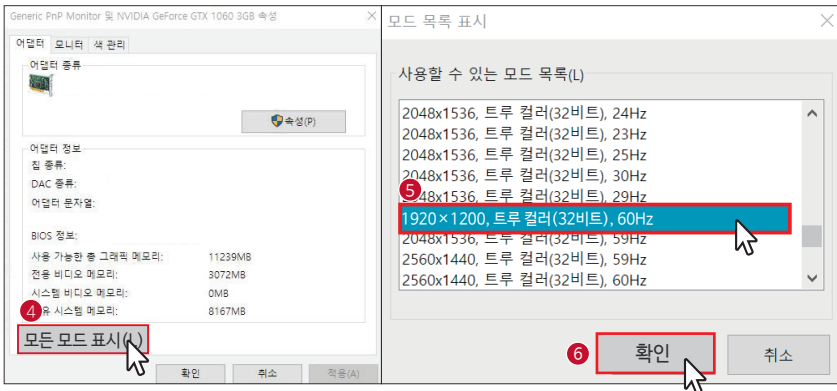 Generic PnP Monitor 및 NVIDIA GeForce GTX 1060 3GB 속성
어댑터 모니터 색 관리
어댑터 종류
속성(P)
어댑터 정보
칩 종류:
DAC 종류:
어댑터 문자열:
BIOS 정보:
사용 가능한 총 그래픽 메모리: 11239MB
전용 비디오 메모리: 3072MB
시스템 비디오 메모리: 0MB
4 유 시스템 메모리: 8167MB
모든 모드 표시(L)
확인 취소 적용(A)
모드 목록 표시
사용할 수 있는 모드 목록(L)
2048x1536, 트루 컬러(32비트), 24Hz
2048x1536, 트루 컬러(32비트), 23Hz
2048x1536, 트루 컬러(32비트), 25Hz
2048x1536, 트루 컬러(32비트), 30Hz
5
2048x1536, 트루 컬러(32비트), 29Hz
1920×1200, 트루 컬러(32비트), 60Hz
2048x1536, 트루 컬러(32비트), 59Hz
2560x1440, 트루 컬러(32비트), 59Hz
2560x1440, 트루 컬러(32비트), 60Hz
6 확인 취소